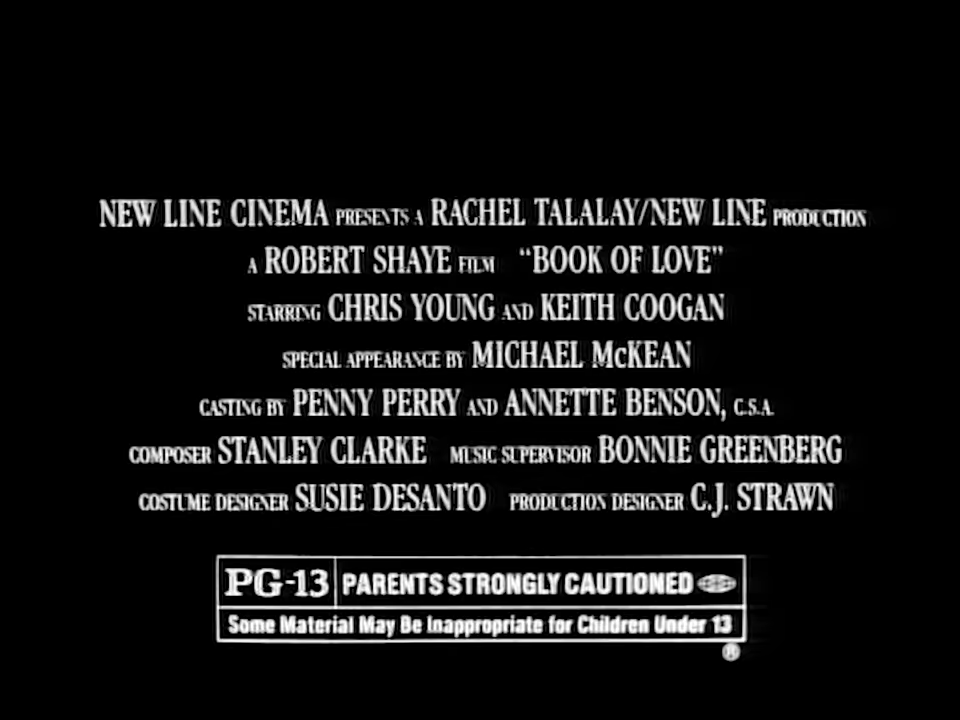 NEW LINE CINEMA PRESENTS A RACHEL TALALAY/NEW LINE PRODUCTION
A ROBERT SHAYE FILM "BOOK OF LOVE"
STARRING CHRIS YOUNG AND KEITH COOGAN
SPECIAL APPEARANCE BY MICHAEL McKEAN
CASTING BY PENNY PERRY AND ANNETTE BENSON, C.S.A.
COMPOSER STANLEY CLARKE MUSIC SUPERVISOR BONNIE GREENBERG
COSTUME DESIGNER SUSIE DESANTO PRODUCTION DESIGNER C.J. STRAWN
PG-13 PARENTS STRONGLY CAUTIONED
Some Material May Be Inappropriate for Children Under 13
®